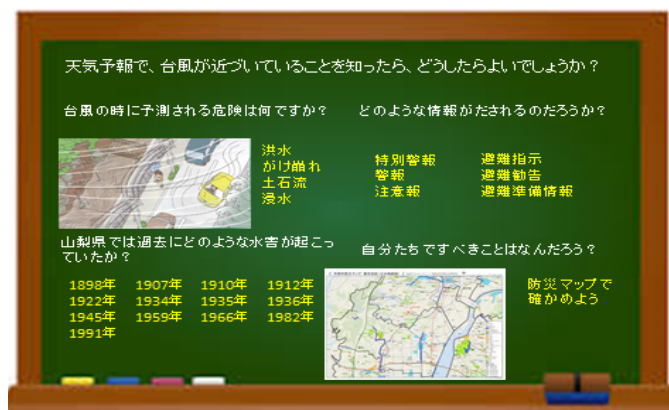 天気予報で、台風が近づいていることを知ったら、どうしたらよいでしょうか？
台風の時に予測される危険は何ですか？
洪水
がけ崩れ
土石流
浸水
どのような情報がだされるのだろうか？
特別警報
警報
注意報
避難指示
避難勧告
避難準備情報
山梨県では過去にどのような水害が起こっ
ていたか？
1898年 1907年 1910年 1912年
1922年 1934年 1935年 1936年
1945年 1959年 1966年 1982年
1991年
自分たちですべきことはなんだろう？
防災マップで
確かめよう